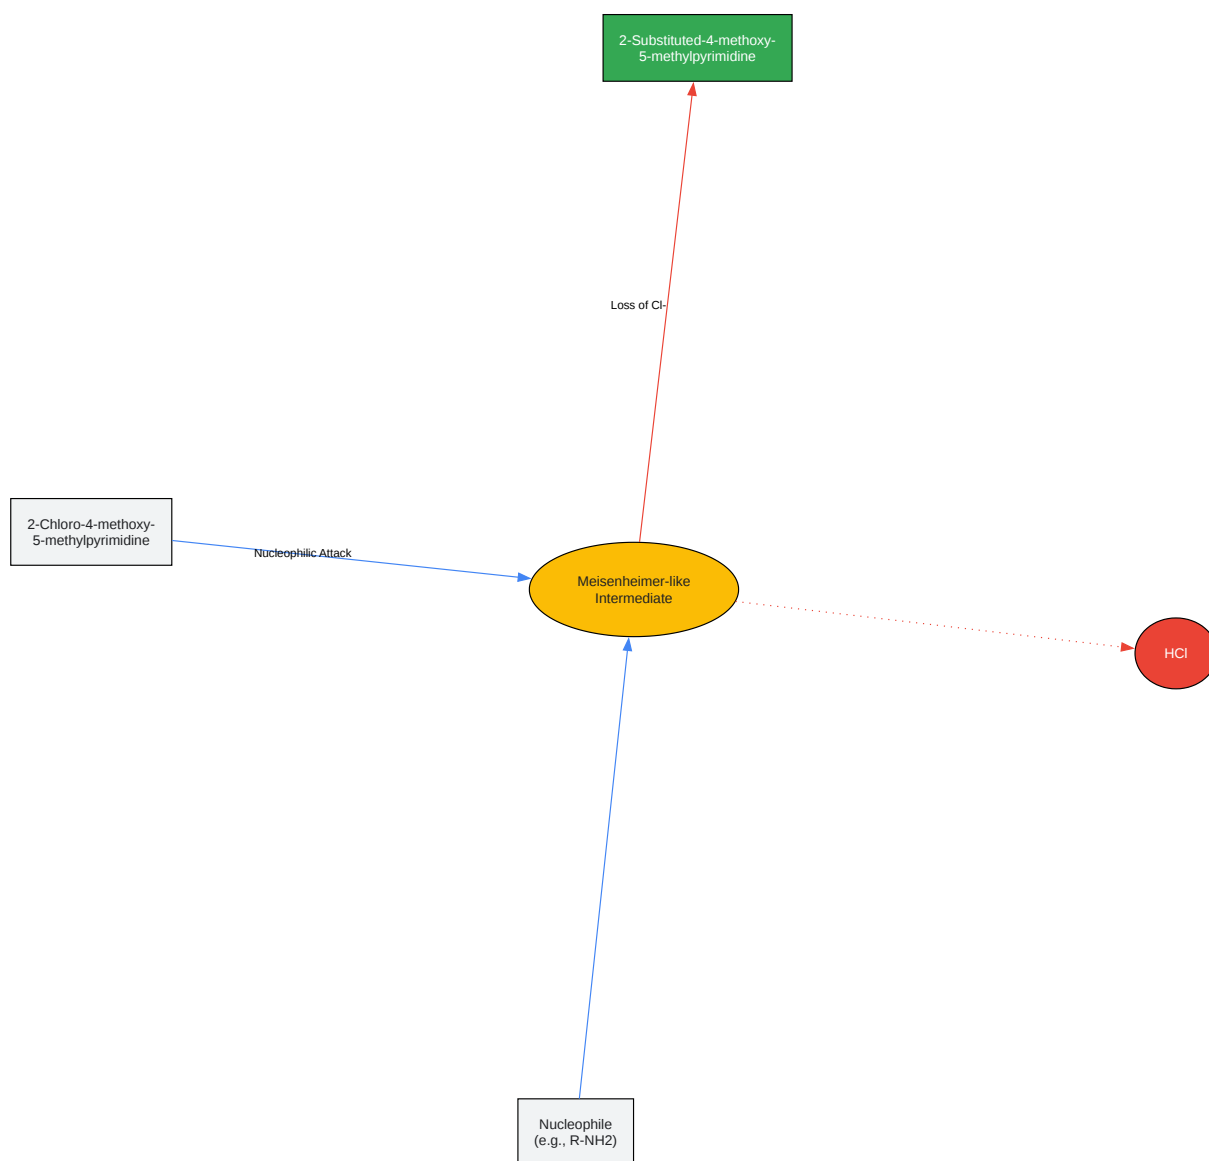 2-Substituted-4-methoxy-
5-methylpyrimidine
Loss of Cl-
2-Chloro-4-methoxy-
5-methylpyrimidine
Nucleophilic Attack
Meisenheimer-like
Intermediate
HCl
Nucleophile
(e.g., R-NH2)